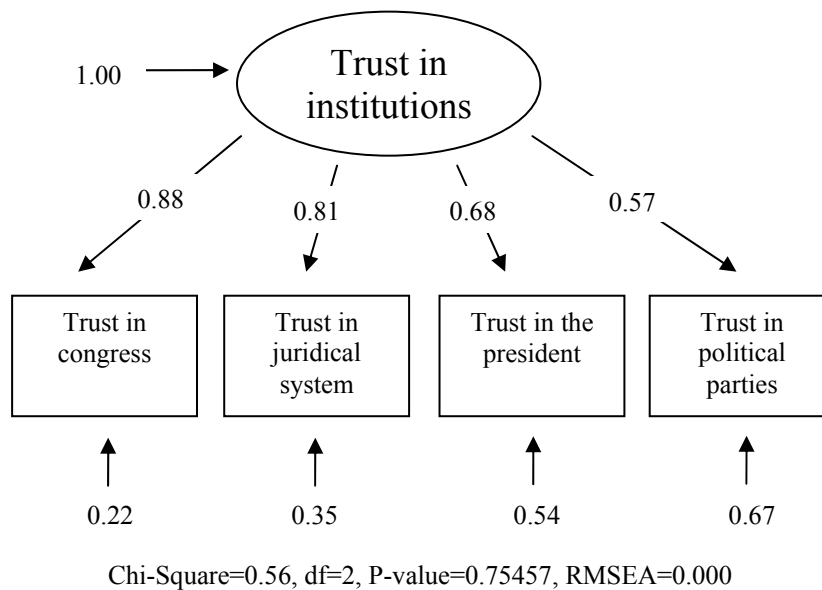 Trust in
institutions
1.00
0.88
0.81
0.68
0.57
Trust in
congress
Trust in
juridical
system
Trust in the
president
Trust in
political
parties
0.22
0.35
0.54
0.67
Chi-Square=0.56, df=2, P-value=0.75457, RMSEA=0.000